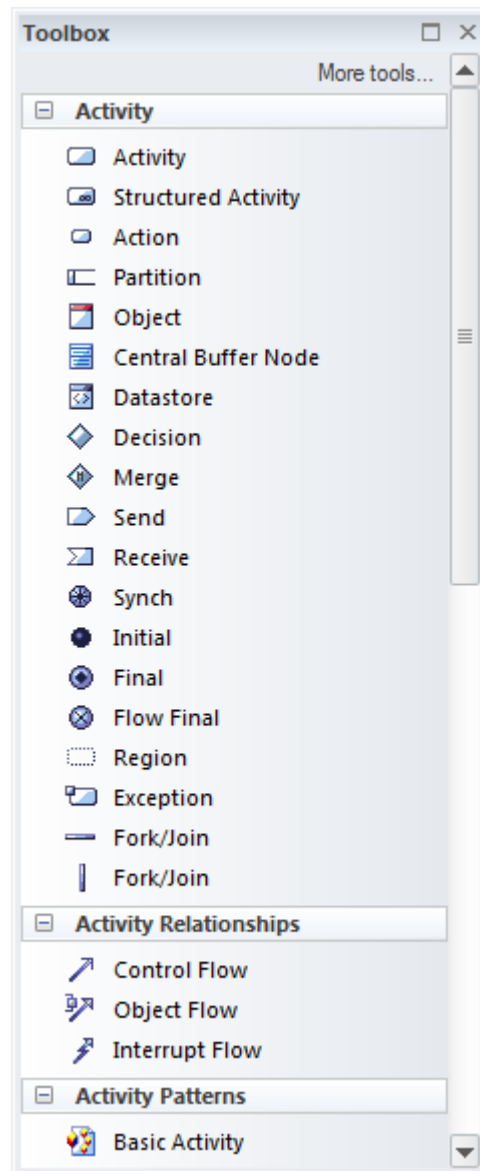 Toolbox
More tools...
Activity
Activity
Structured Activity
Action
Partition
Object
Central Buffer Node
Datastore
Decision
Merge
Send
Receive
Synch
Initial
Final
Flow Final
Region
Exception
Fork/Join
Fork/Join
Activity Relationships
Control Flow
Object Flow
Interrupt Flow
Activity Patterns
Basic Activity